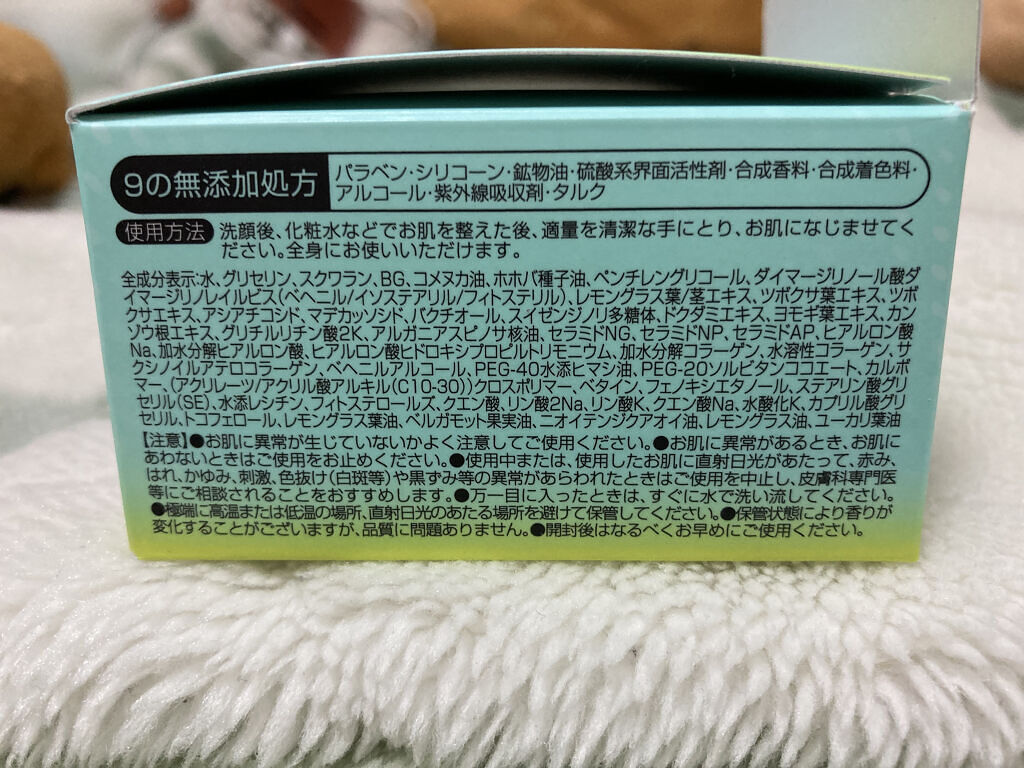 9の無添加処方
パラベン・シリコーン・鉱物油・硫酸系界面活性剤・合成香料・合成着色料・
アルコール・紫外線吸収剤・タルク
使用方法 洗顔後、化粧水などでお肌を整えた後、適量を清潔な手にとり、お肌になじませてく
ださい。全身にお使いいただけます。
全成分表示:水、グリセリン、スクワラン、BG、コメヌカ油、ホホバ種子油、ペンチレングリコール、ダイマージリノール酸ダ
イマージリノレイルビス(ベヘニル/イソステアリル/フィトステリル)、レモングラス葉/茎エキス、ツボクサ葉エキス、ツボ
クサエキス、アシアチコシド、マデカッソシド、バクチオール、スイゼンジノリ多糖体、ドクダミエキス、ヨモギ葉エキス、カン
ゾウ根エキス、グリチルリチン酸2K、アルガニアスピノサ核油、セラミドNG、セラミドNP、セラミドAP、ヒアルロン酸
Na、加水分解ヒアルロン酸、ヒアルロン酸ヒドロキシプロピルトリモニウム、加水分解コラーゲン、水溶性コラーゲン、サ
クシノイルアテロコラーゲン、ベヘニルアルコール、PEG-40水添ヒマシ油、PEG-20ソルビタンココエート、カルボ
マー、(アクリレーツ/アクリル酸アルキル(C10-30))クロスポリマー、ベタイン、フェノキシエタノール、ステアリン酸グリ
セリル(SE)、水添レシチン、フィトステロールズ、クエン酸、リン酸2Na、リン酸K、クエン酸Na、水酸化K、カプリル酸グリ
セリル、トコフェロール、レモングラス葉油、ベルガモット果実油、ニオイテンジクアオイ油、レモングラス油、ユーカリ葉油
【注意】●お肌に異常が生じていないかよく注意してご使用ください。●お肌に異常があるとき、お肌に
あわないときはご使用をお止めください。●使用中または、使用したお肌に直射日光があたって、赤み、
はれ、かゆみ、刺激、色抜け(白斑等)や黒ずみ等の異常があらわれたときはご使用を中止し、皮膚科専門医
等にご相談されることをおすすめします。●万一目に入ったときは、すぐに水で洗い流してください。
●極端に高温または低温の場所、直射日光のあたる場所を避けて保管してください。●保管状態により香りが
変化することがございますが、品質に問題ありません。●開封後はなるべくお早めにご使用ください。